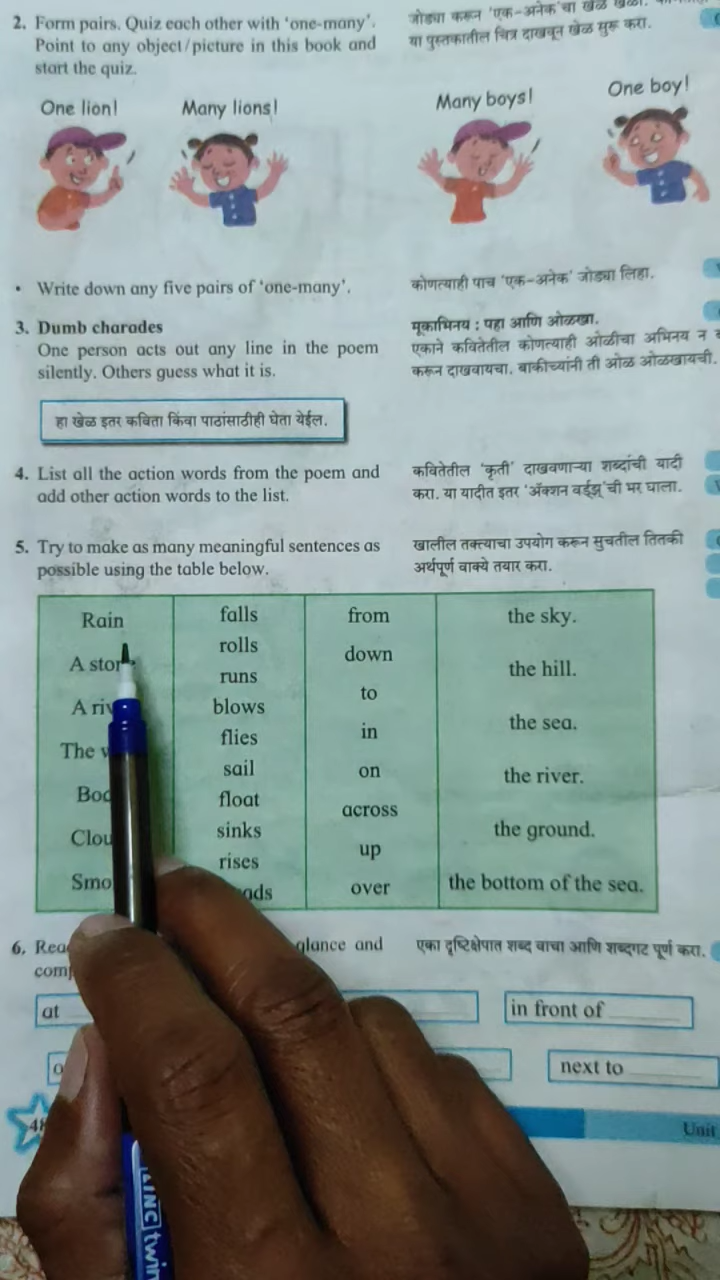 2. Form pairs. Quiz each other with 'one-many'.
Point to any object/picture in this book and
start the quiz.
जोड्या करून 'एक-अनेक' चा खेळ
या पुस्तकातील चित्र दाखवून खेळ सुरू करा.
One lion!
Many lions!
Many boys!
One boy!
• Write down any five pairs of 'one-many'.
कोणत्याही पाच 'एक-अनेक' जोड्या लिहा.
3. Dumb charades
One person acts out any line in the poem
silently. Others guess what it is.
मूकाभिनय : पहा आणि ओळखा.
एकाने कवितेतील कोणत्याही ओळीचा अभिनय न
करून दाखवायचा. बाकीच्यांनी ती ओळ ओळखायची.
हा खेळ इतर कविता किंवा पाठांसाठीही घेता येईल.
4. List all the action words from the poem and
add other action words to the list.
कवितेतील 'कृती' दाखवणाऱ्या शब्दांची यादी
करा. या यादीत इतर 'ॲक्शन वर्ड्झ्'ची भर घाला.
5. Try to make as many meaningful sentences as
possible using the table below.
खालील तक्त्याचा उपयोग करून सुचतील तितकी
अर्थपूर्ण वाक्ये तयार करा.
Rain
A
A
The
falls
rolls
runs
blows
flies
sail
float
sinks
rises
from
down
to
in
on
across
up
over
the sky.
the hill.
the sea.
the river.
the ground.
the bottom of the sea.
6. glance and
एका दृष्टिक्षेपात शब्द वाचा आणि शब्दगट पूर्ण करा.
at
in front of
next to
48
Unit